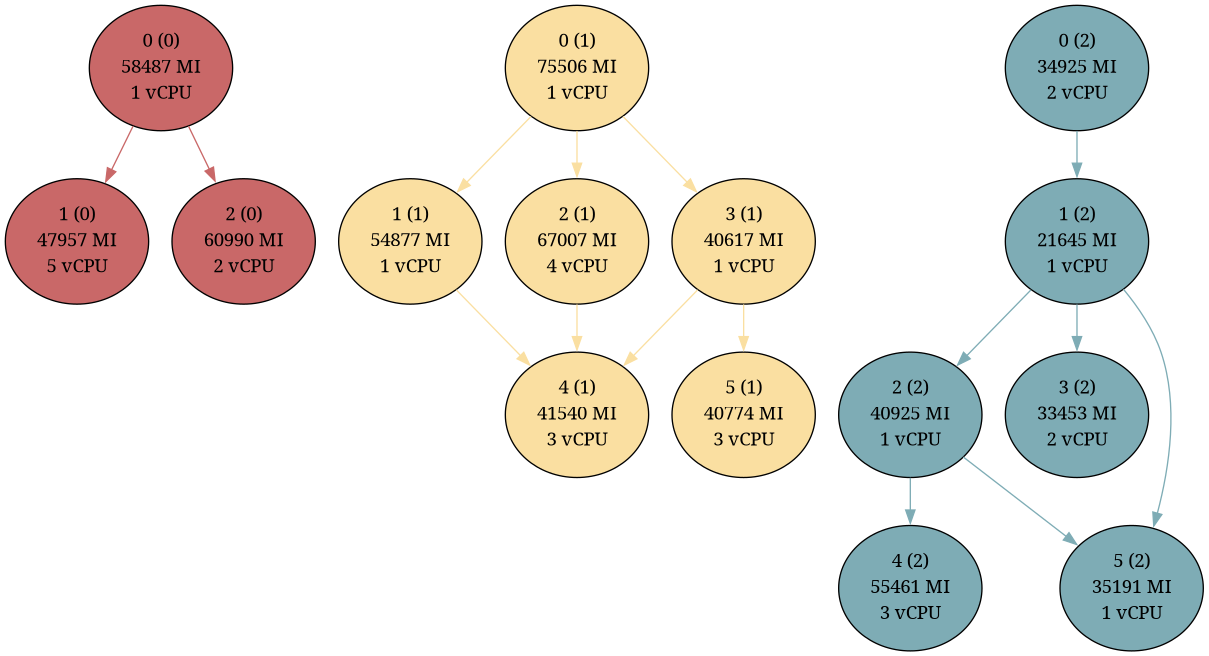 0 (0)
58487 MI
1 vCPU
0 (1)
75506 MI
1 vCPU
0 (2)
34925 MI
2 vCPU
1 (0)
47957 MI
5 vCPU
2 (0)
60990 MI
2 vCPU
1 (1)
54877 MI
1 vCPU
2 (1)
67007 MI
4 vCPU
3 (1)
40617 MI
1 vCPU
1 (2)
21645 MI
1 vCPU
4 (1)
41540 MI
3 vCPU
5 (1)
40774 MI
3 vCPU
2 (2)
40925 MI
1 vCPU
3 (2)
33453 MI
2 vCPU
4 (2)
55461 MI
3 vCPU
5 (2)
35191 MI
1 vCPU